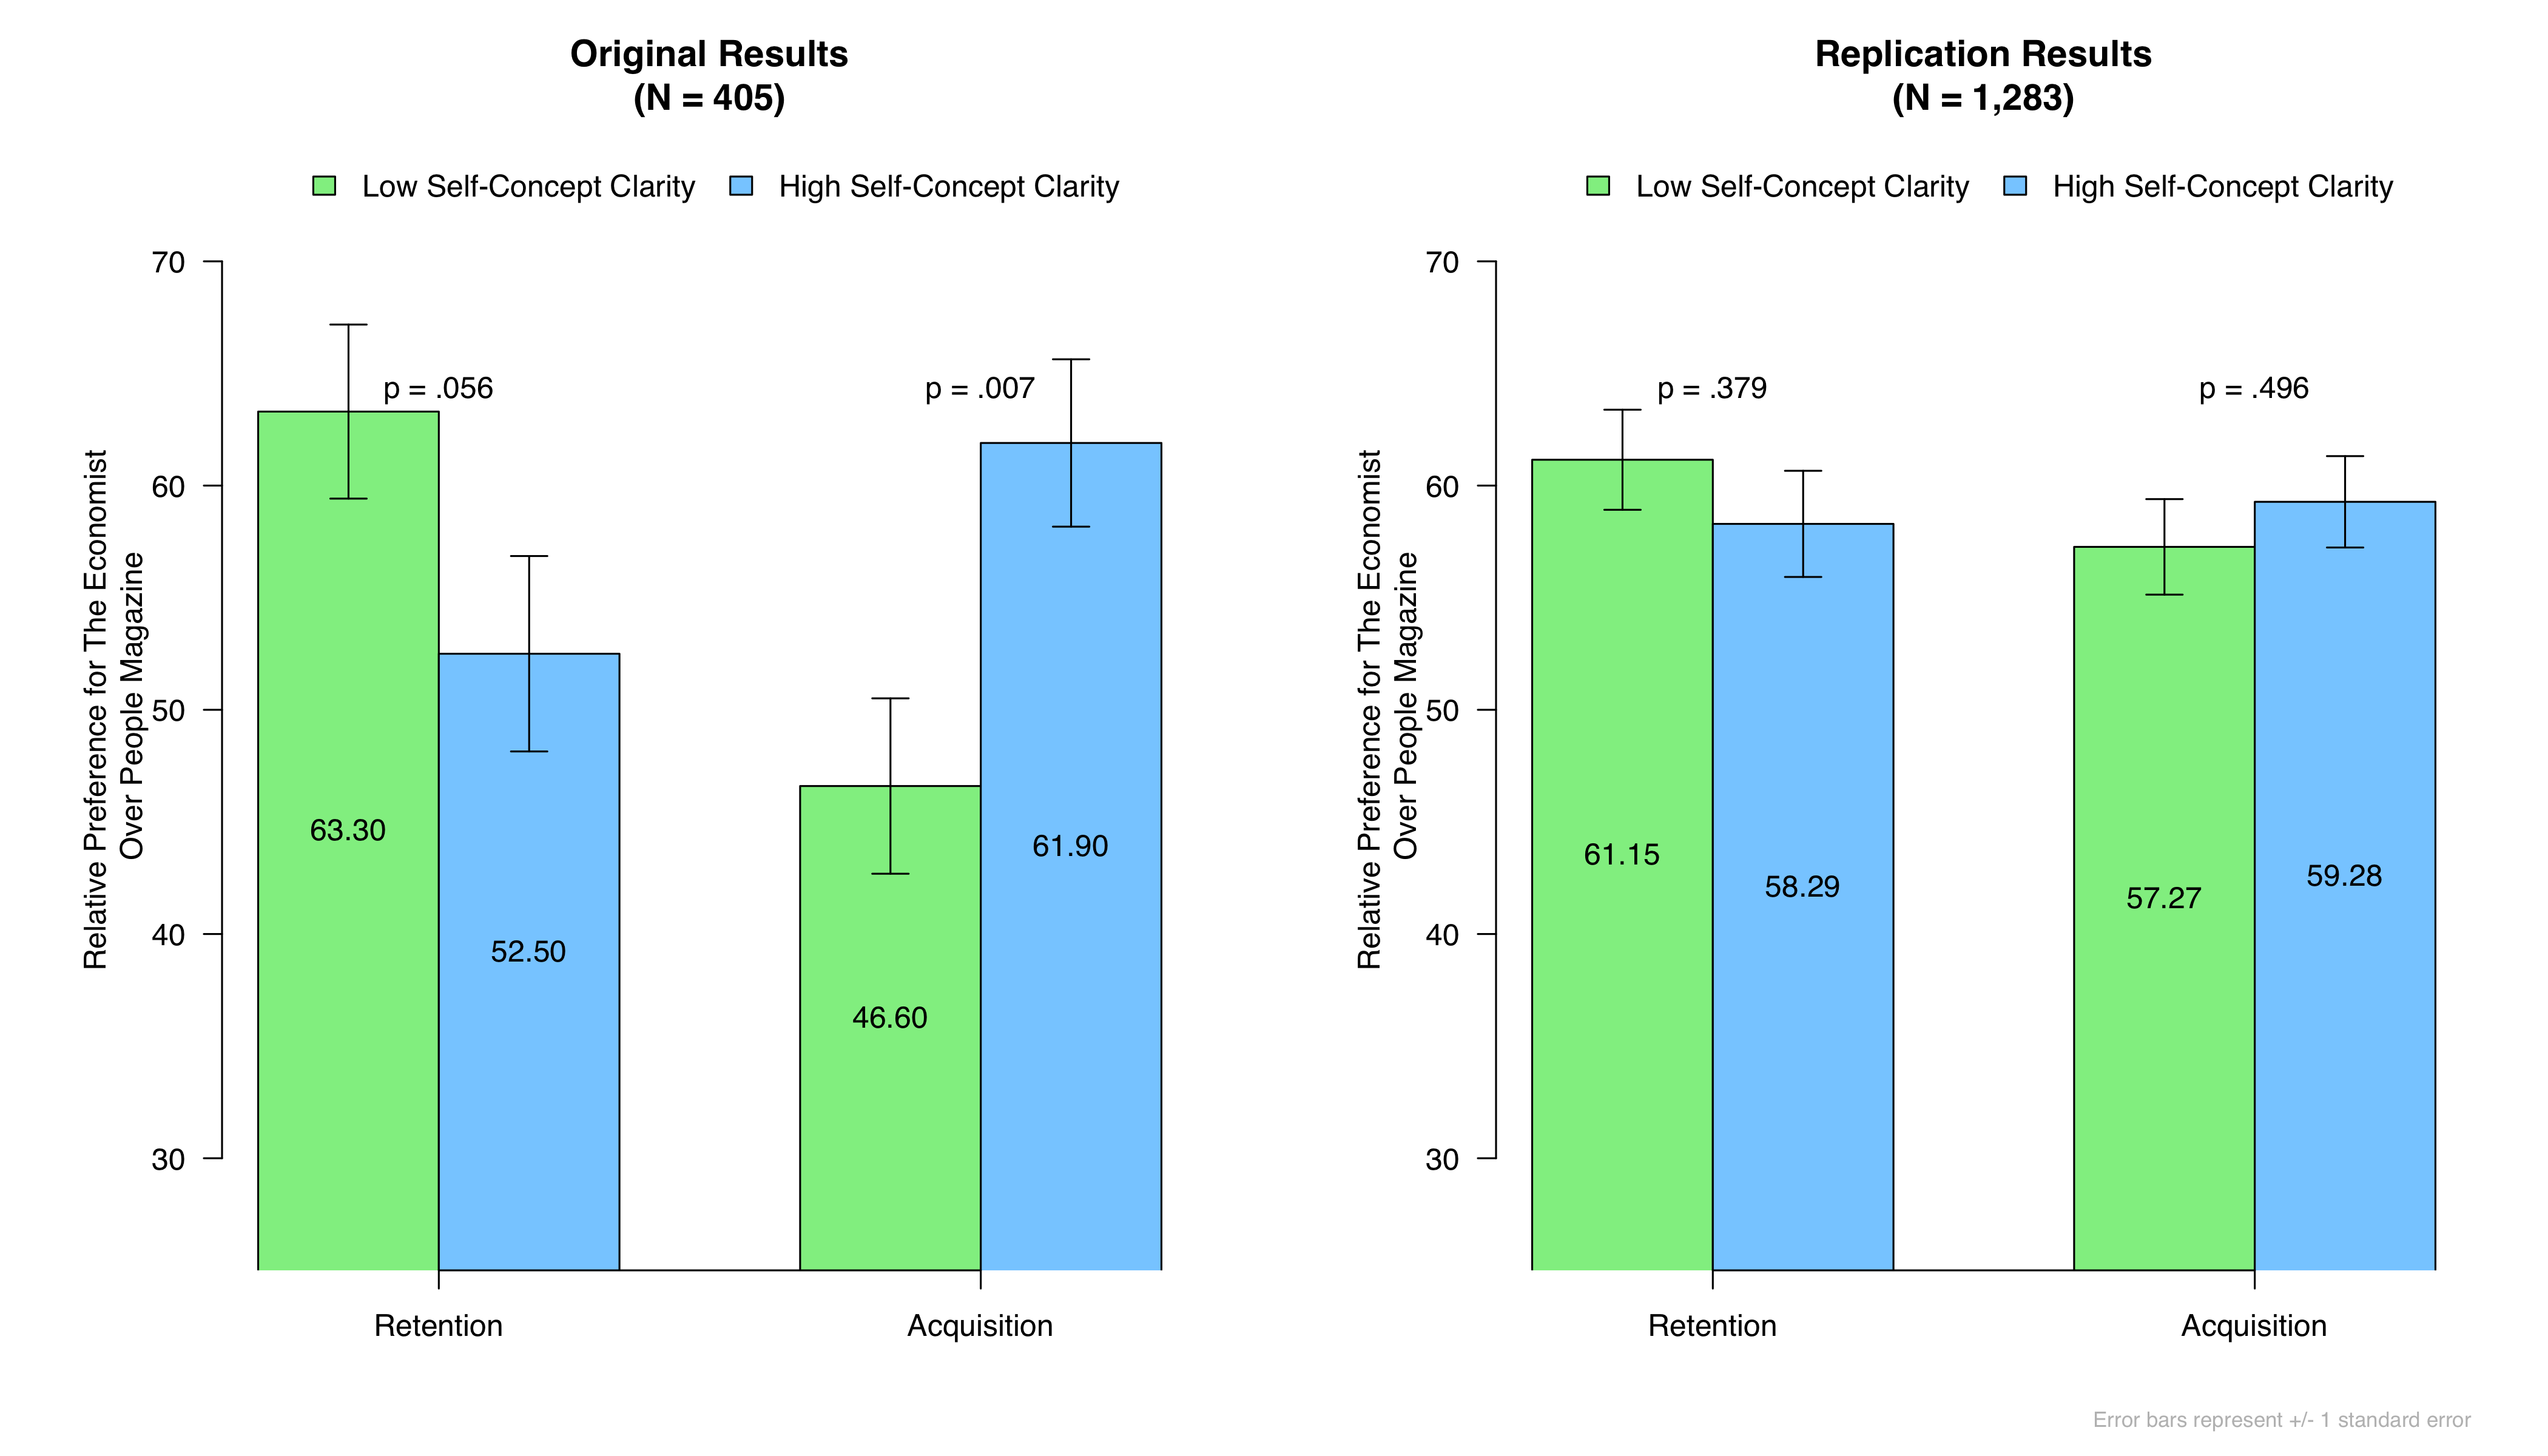 Original Results
(N = 405)
Low Self-Concept Clarity
High Self-Concept Clarity
Relative Preference for The Economist
Over People Magazine
70
60
50
40
30
p = .056
p = .007
63.30
52.50
46.60
61.90
Retention
Acquisition
Replication Results
(N = 1,283)
Low Self-Concept Clarity
High Self-Concept Clarity
Relative Preference for The Economist
Over People Magazine
70
60
50
40
30
p = .379
p = .496
61.15
58.29
57.27
59.28
Retention
Acquisition
Error bars represent +/- 1 standard error